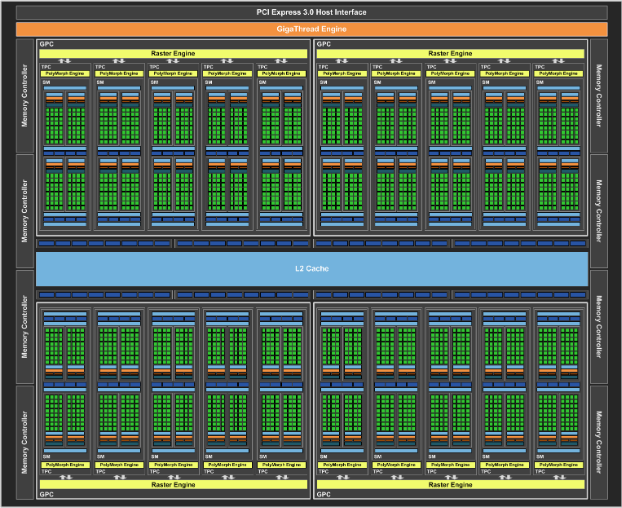 PCI Express 3.0 Host Interface
GigaThread Engine
GPC
Raster Engine
TPC TPC TPC TPC TPC
PolyMorph Engine PolyMorph Engine PolyMorph Engine PolyMorph Engine PolyMorph Engine
SM SM SM SM SM
GPC
Raster Engine
TPC TPC TPC TPC TPC
PolyMorph Engine PolyMorph Engine PolyMorph Engine PolyMorph Engine PolyMorph Engine
SM SM SM SM SM
Memory Controller
Memory Controller
Memory Controller
Memory Controller
L2 Cache
Memory Controller
Memory Controller
Memory Controller
Memory Controller
SM SM SM SM SM
PolyMorph Engine PolyMorph Engine PolyMorph Engine PolyMorph Engine PolyMorph Engine
TPC TPC TPC TPC TPC
Raster Engine
GPC
SM SM SM SM SM
PolyMorph Engine PolyMorph Engine PolyMorph Engine PolyMorph Engine PolyMorph Engine
TPC TPC TPC TPC TPC
Raster Engine
GPC